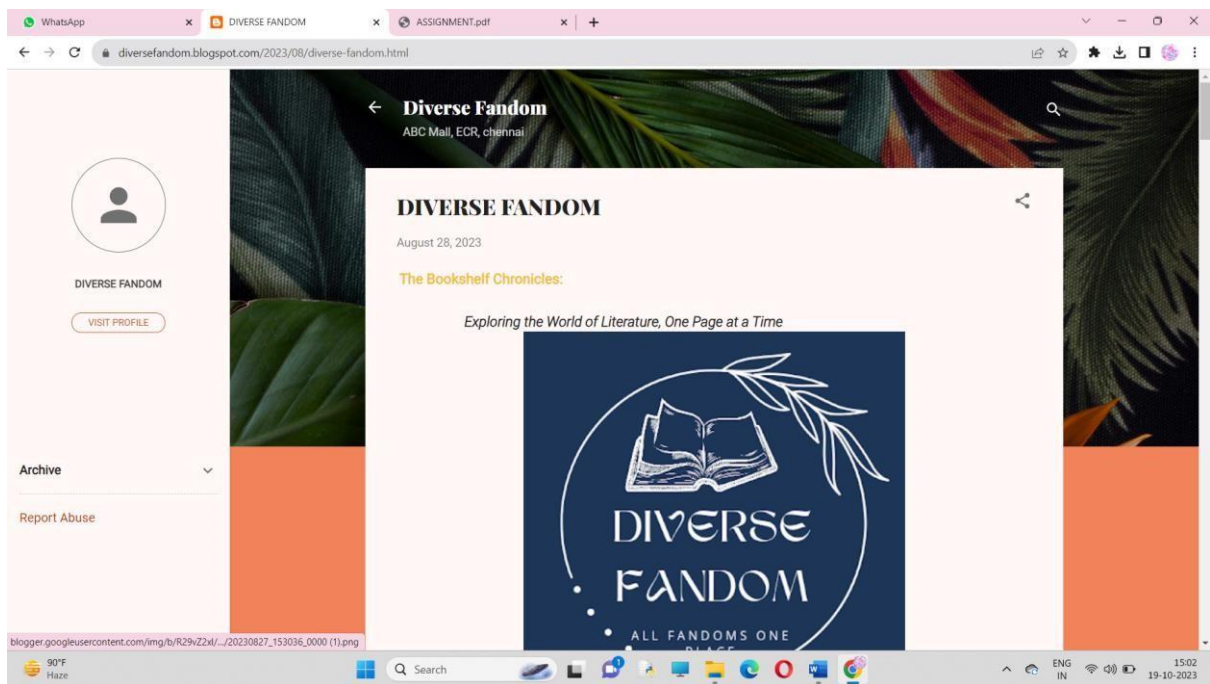 WhatsApp
DIVERSE FANDOM
ASSIGNMENT.pdf
diversefandom.blogspot.com/2023/08/diverse-fandom.html
Diverse Fandom
ABC Mall, ECR, chennai
DIVERSE FANDOM
VISIT PROFILE
Archive
Report Abuse
DIVERSE FANDOM
August 28, 2023
The Bookshelf Chronicles:
Exploring the World of Literature, One Page at a Time
DIVERSE
FANDOM
ALL FANDOMS ONE
PLACE
blogger.googleusercontent.com/img/b/R29vZ2xl/.../20230827_153036_0000 (1).png
90°F
Haze
Search
ENG
IN
15:02
19-10-2023